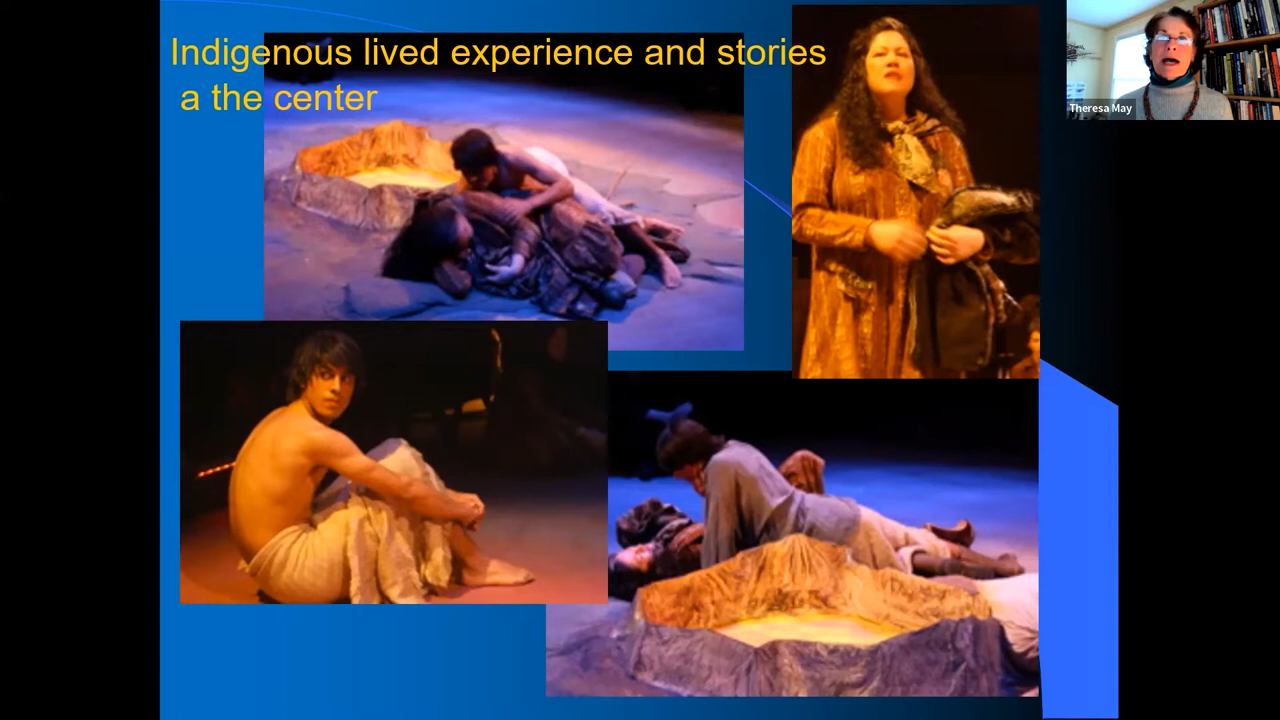 Indigenous lived experience and stories
a the center
Theresa May